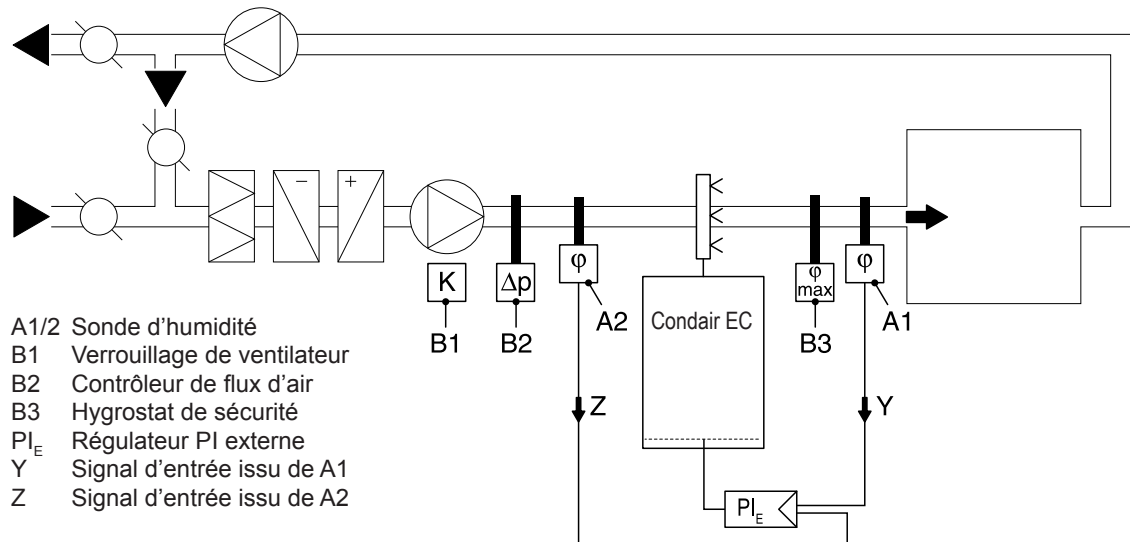 − +
K Δp φ Condair EC φ max φ
B1 B2 A2 B3 A1
A1/2 Sonde d’humidité
B1 Verrouillage de ventilateur
B2 Contrôleur de flux d’air
B3 Hygrostat de sécurité
PIE Régulateur PI externe
Y Signal d’entrée issu de A1
Z Signal d’entrée issu de A2
Z Y
PIE